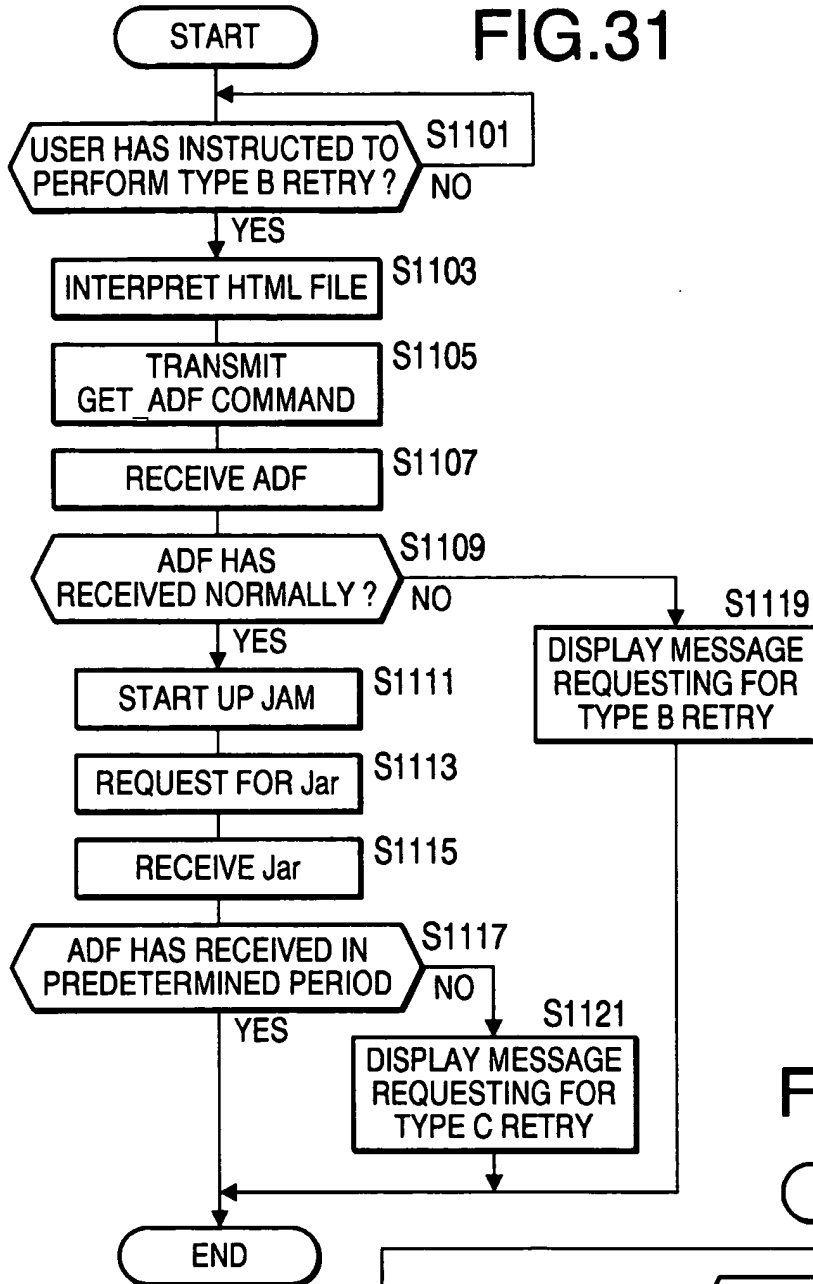 START
FIG.31
USER HAS INSTRUCTED TO
PERFORM TYPE B RETRY ?
S1101
NO
YES
INTERPRET HTML FILE
S1103
TRANSMIT
GET_ADF COMMAND
S1105
RECEIVE ADF
S1107
ADF HAS
RECEIVED NORMALLY ?
S1109
NO
YES
S1119
DISPLAY MESSAGE
REQUESTING FOR
TYPE B RETRY
START UP JAM
S1111
REQUEST FOR Jar
S1113
RECEIVE Jar
S1115
ADF HAS RECEIVED IN
PREDETERMINED PERIOD
S1117
NO
YES
S1121
DISPLAY MESSAGE
REQUESTING FOR
TYPE C RETRY
F
END